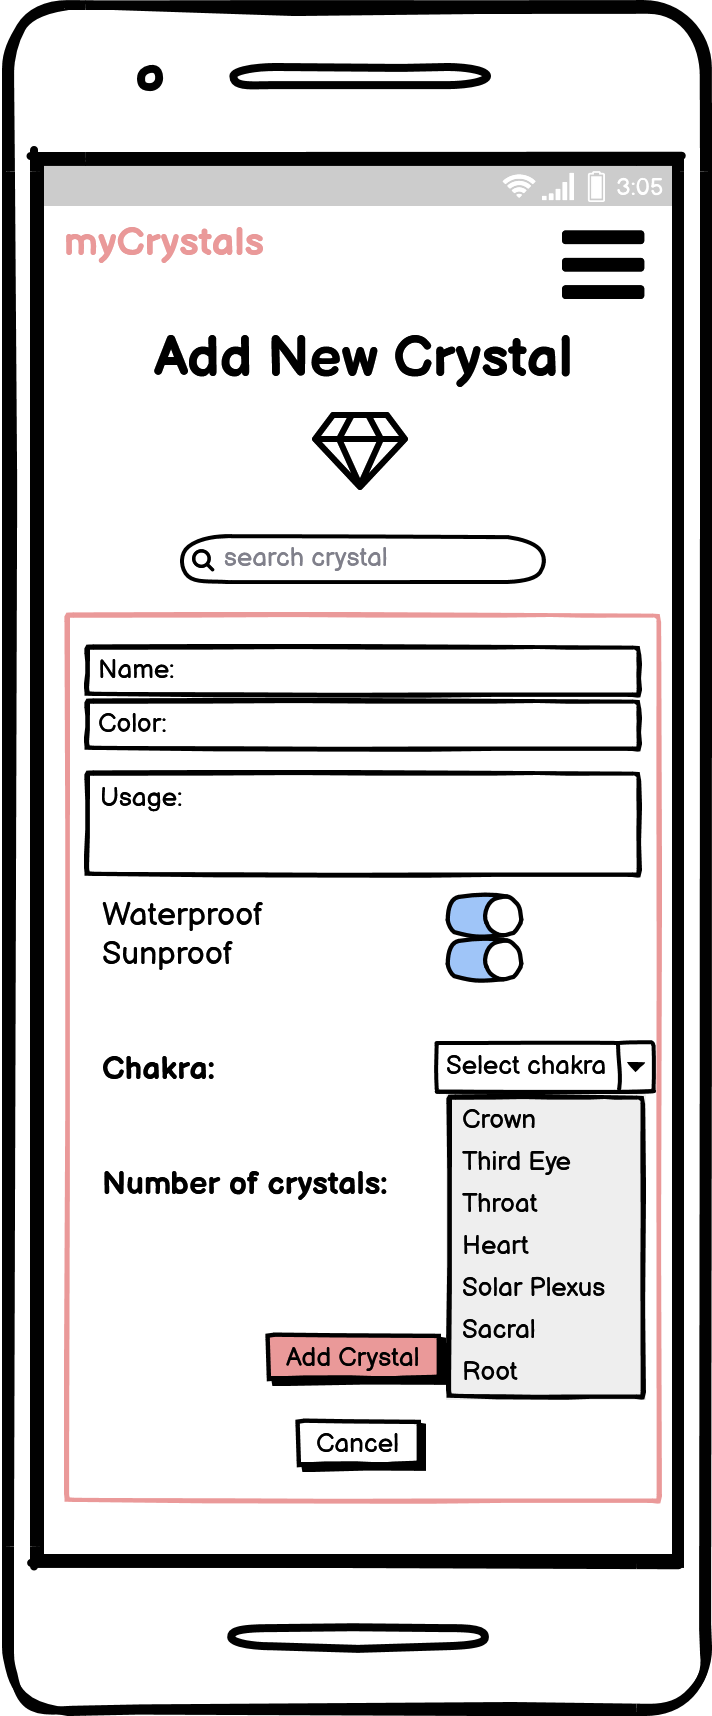 3:05
myCrystals
Add New Crystal
search crystal
Name:
Color:
Usage:
Waterproof
Sunproof
Chakra:
Select chakra
Crown
Third Eye
Throat
Heart
Solar Plexus
Sacral
Root
Number of crystals:
Add Crystal
Cancel